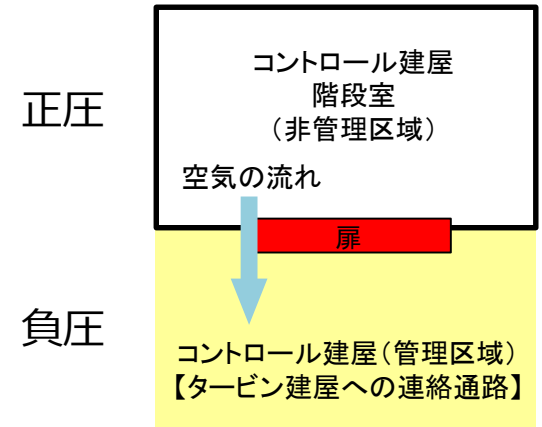 正圧
コントロール建屋
階段室
（非管理区域）
空気の流れ
扉
負圧
コントロール建屋（管理区域）
【タービン建屋への連絡通路】